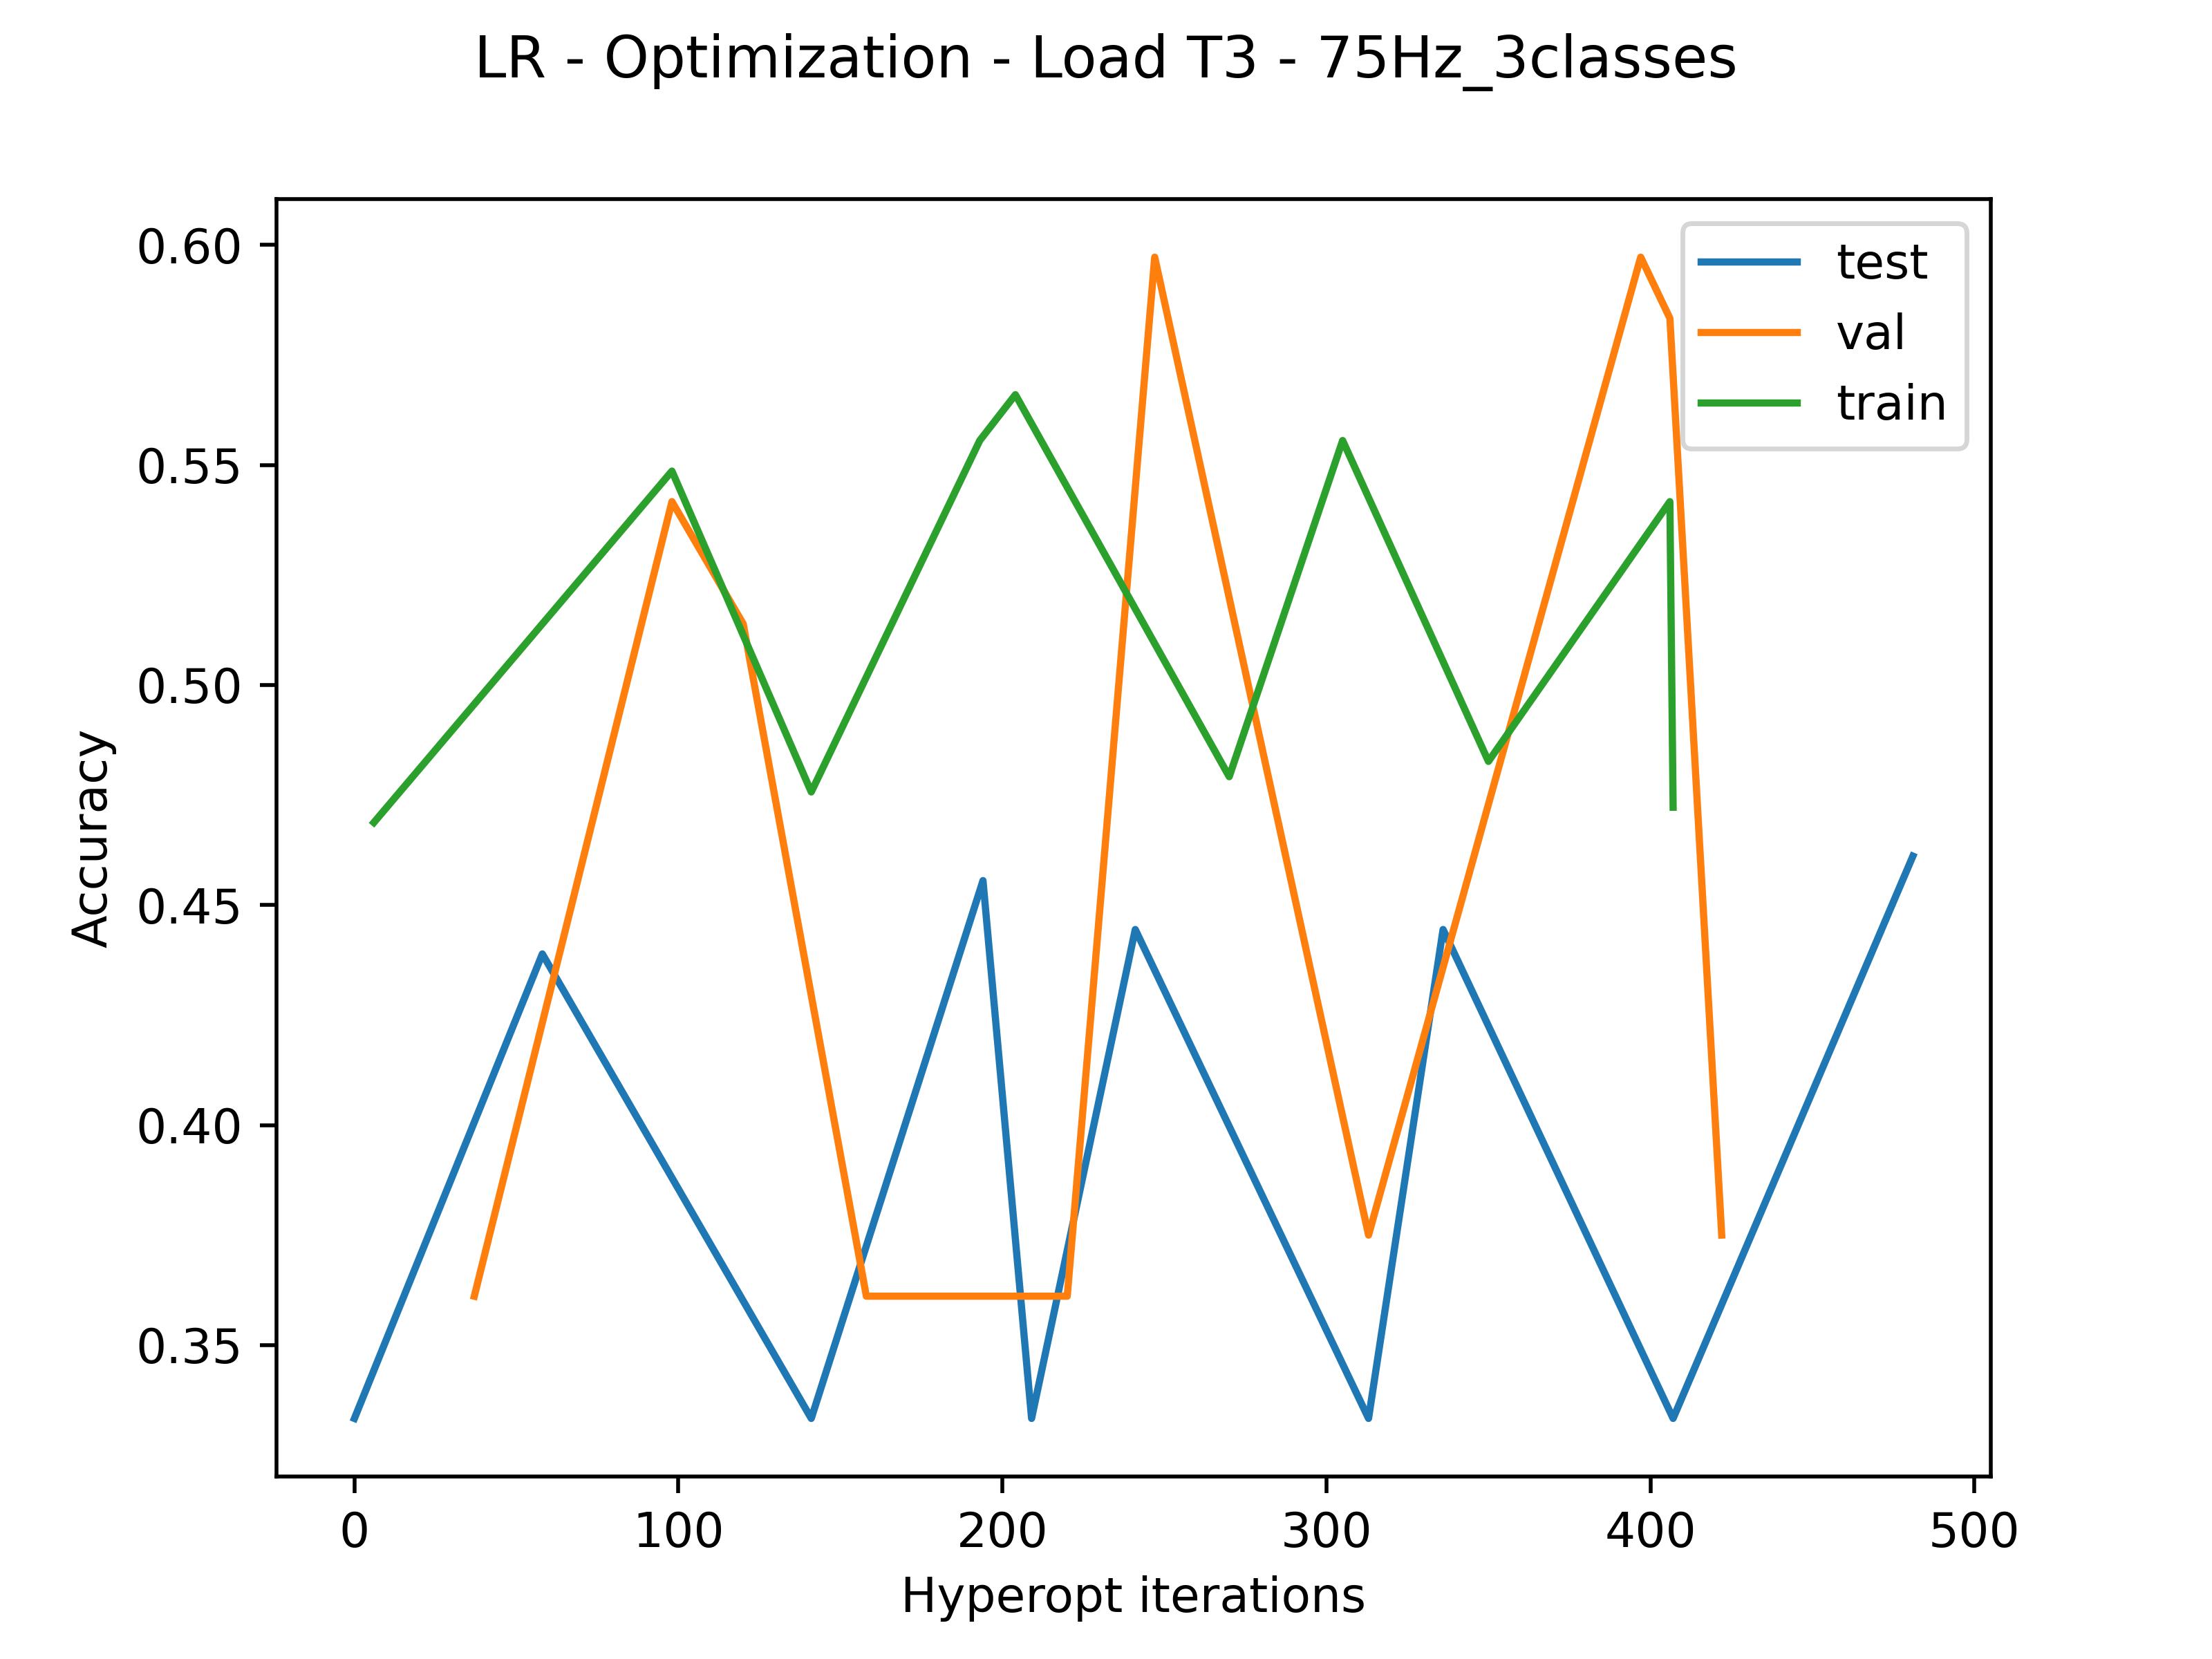 LR - Optimization - Load T3 - 75Hz_3classes
0.60
0.55
0.50
0.45
0.40
0.35
Accuracy
test
val
train
0 100 200 300 400 500
Hyperopt iterations